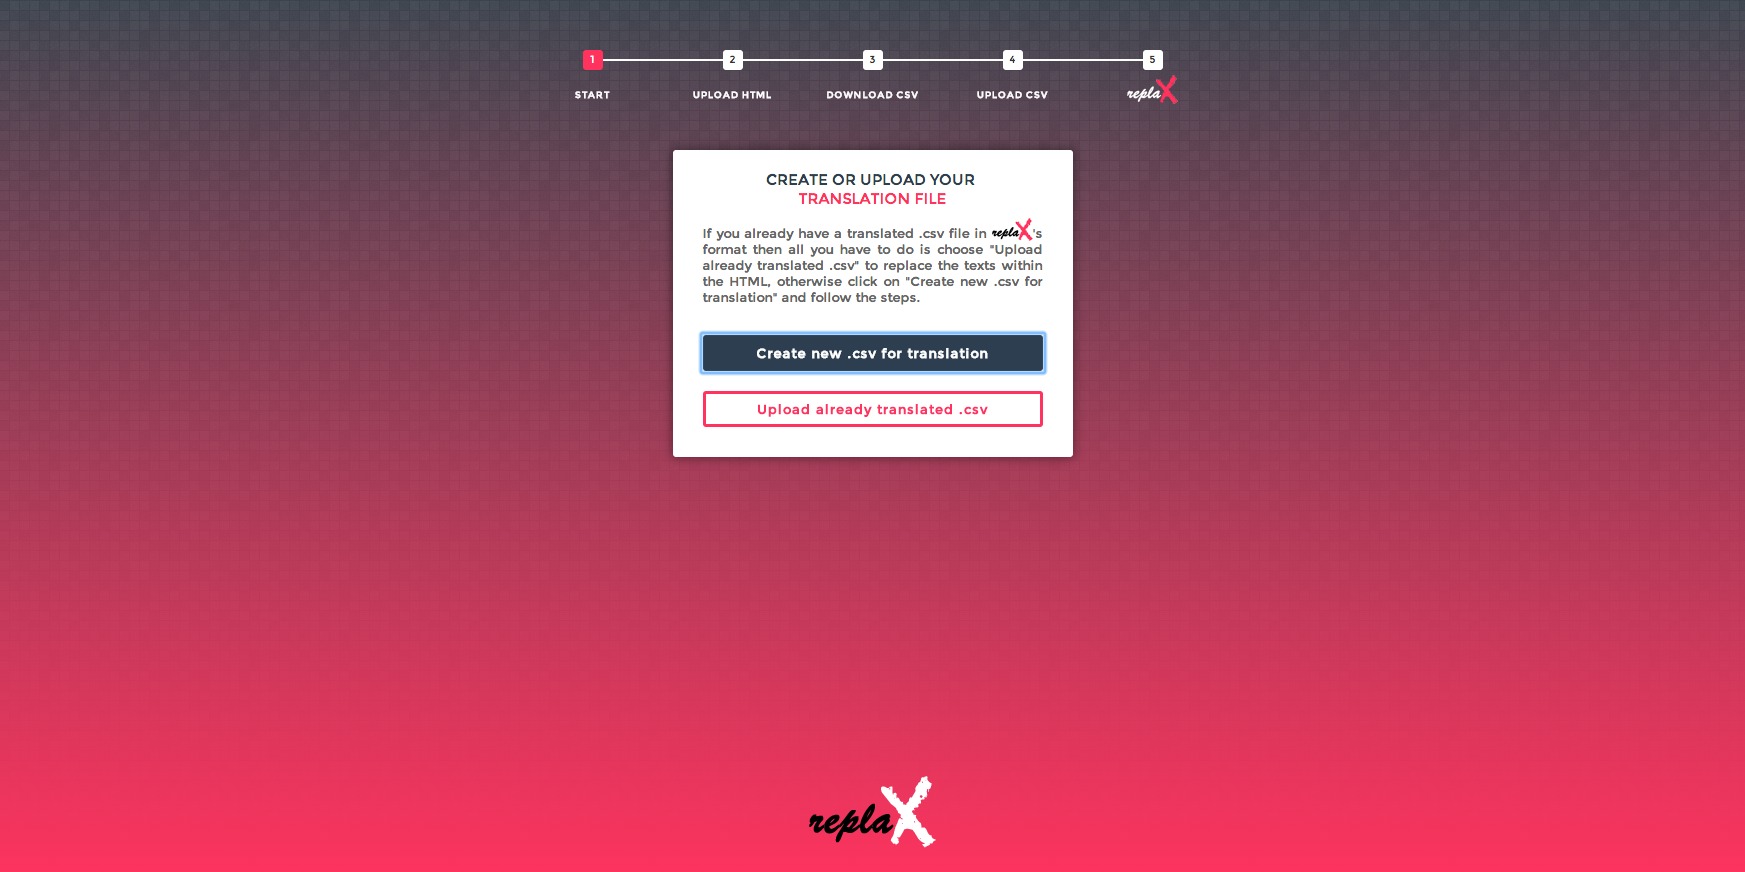 1 2 3 4 5
START UPLOAD HTML DOWNLOAD CSV UPLOAD CSV replaX
CREATE OR UPLOAD YOUR
TRANSLATION FILE
If you already have a translated .csv file in replaX's
format then all you have to do is choose "Upload
already translated .csv" to replace the texts within
the HTML, otherwise click on "Create new .csv for
translation" and follow the steps.
Create new .csv for translation
Upload already translated .csv
replaX